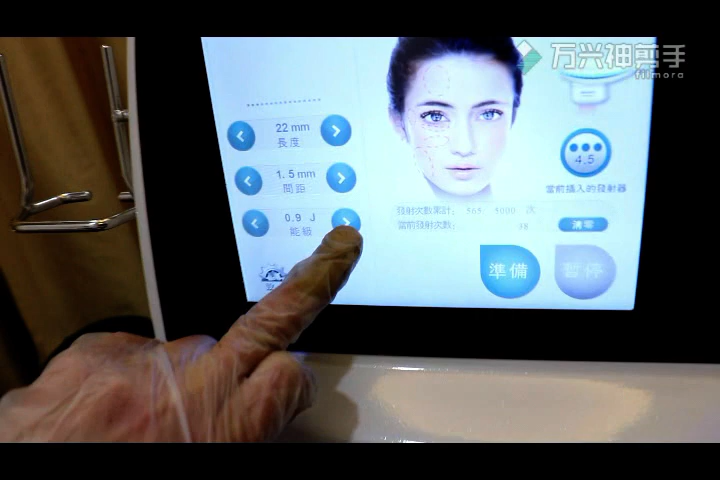 万兴神剪手
filmora
22 mm
長度
1.5 mm
間距
0.9 J
能級
4.5
當前插入的發射器
發射次數累計: 565 5000 次
當前發射次數: 38
清零
準備
暫停